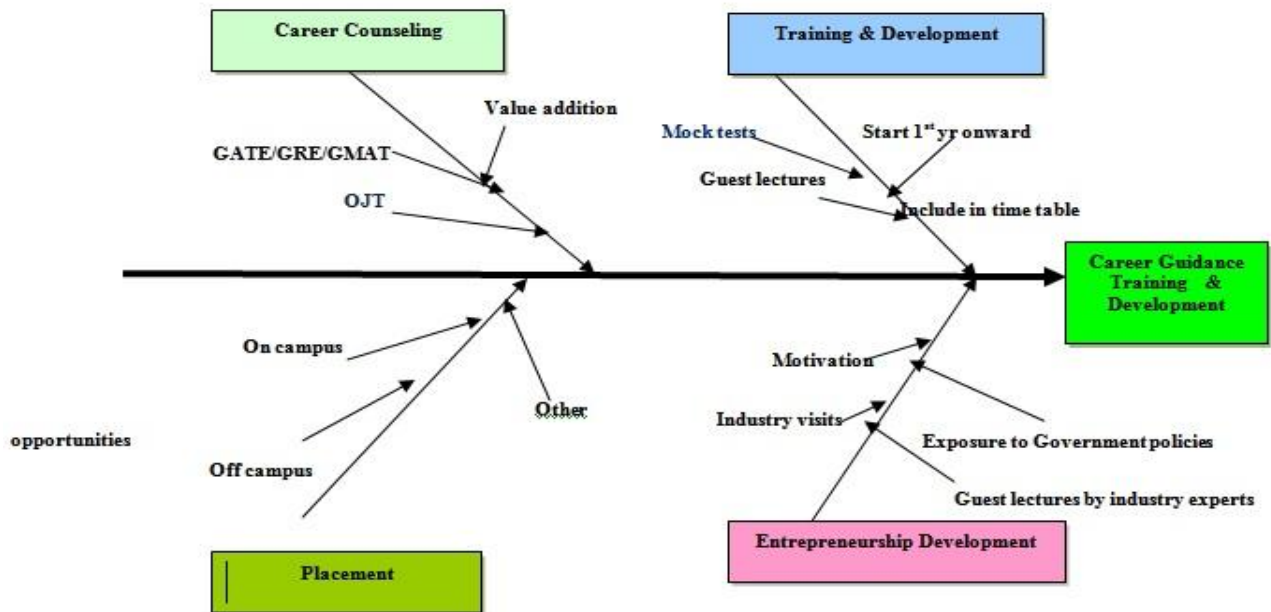 Career Counseling
Training & Development
Value addition
Mock tests
Start 1st yr onward
GATE/GRE/GMAT
Guest lectures
OJT
Include in time table
Career Guidance
Training &
Development
On campus
Motivation
Other
Industry visits
opportunities
Exposure to Government policies
Off campus
Guest lectures by industry experts
Entrepreneurship Development
Placement